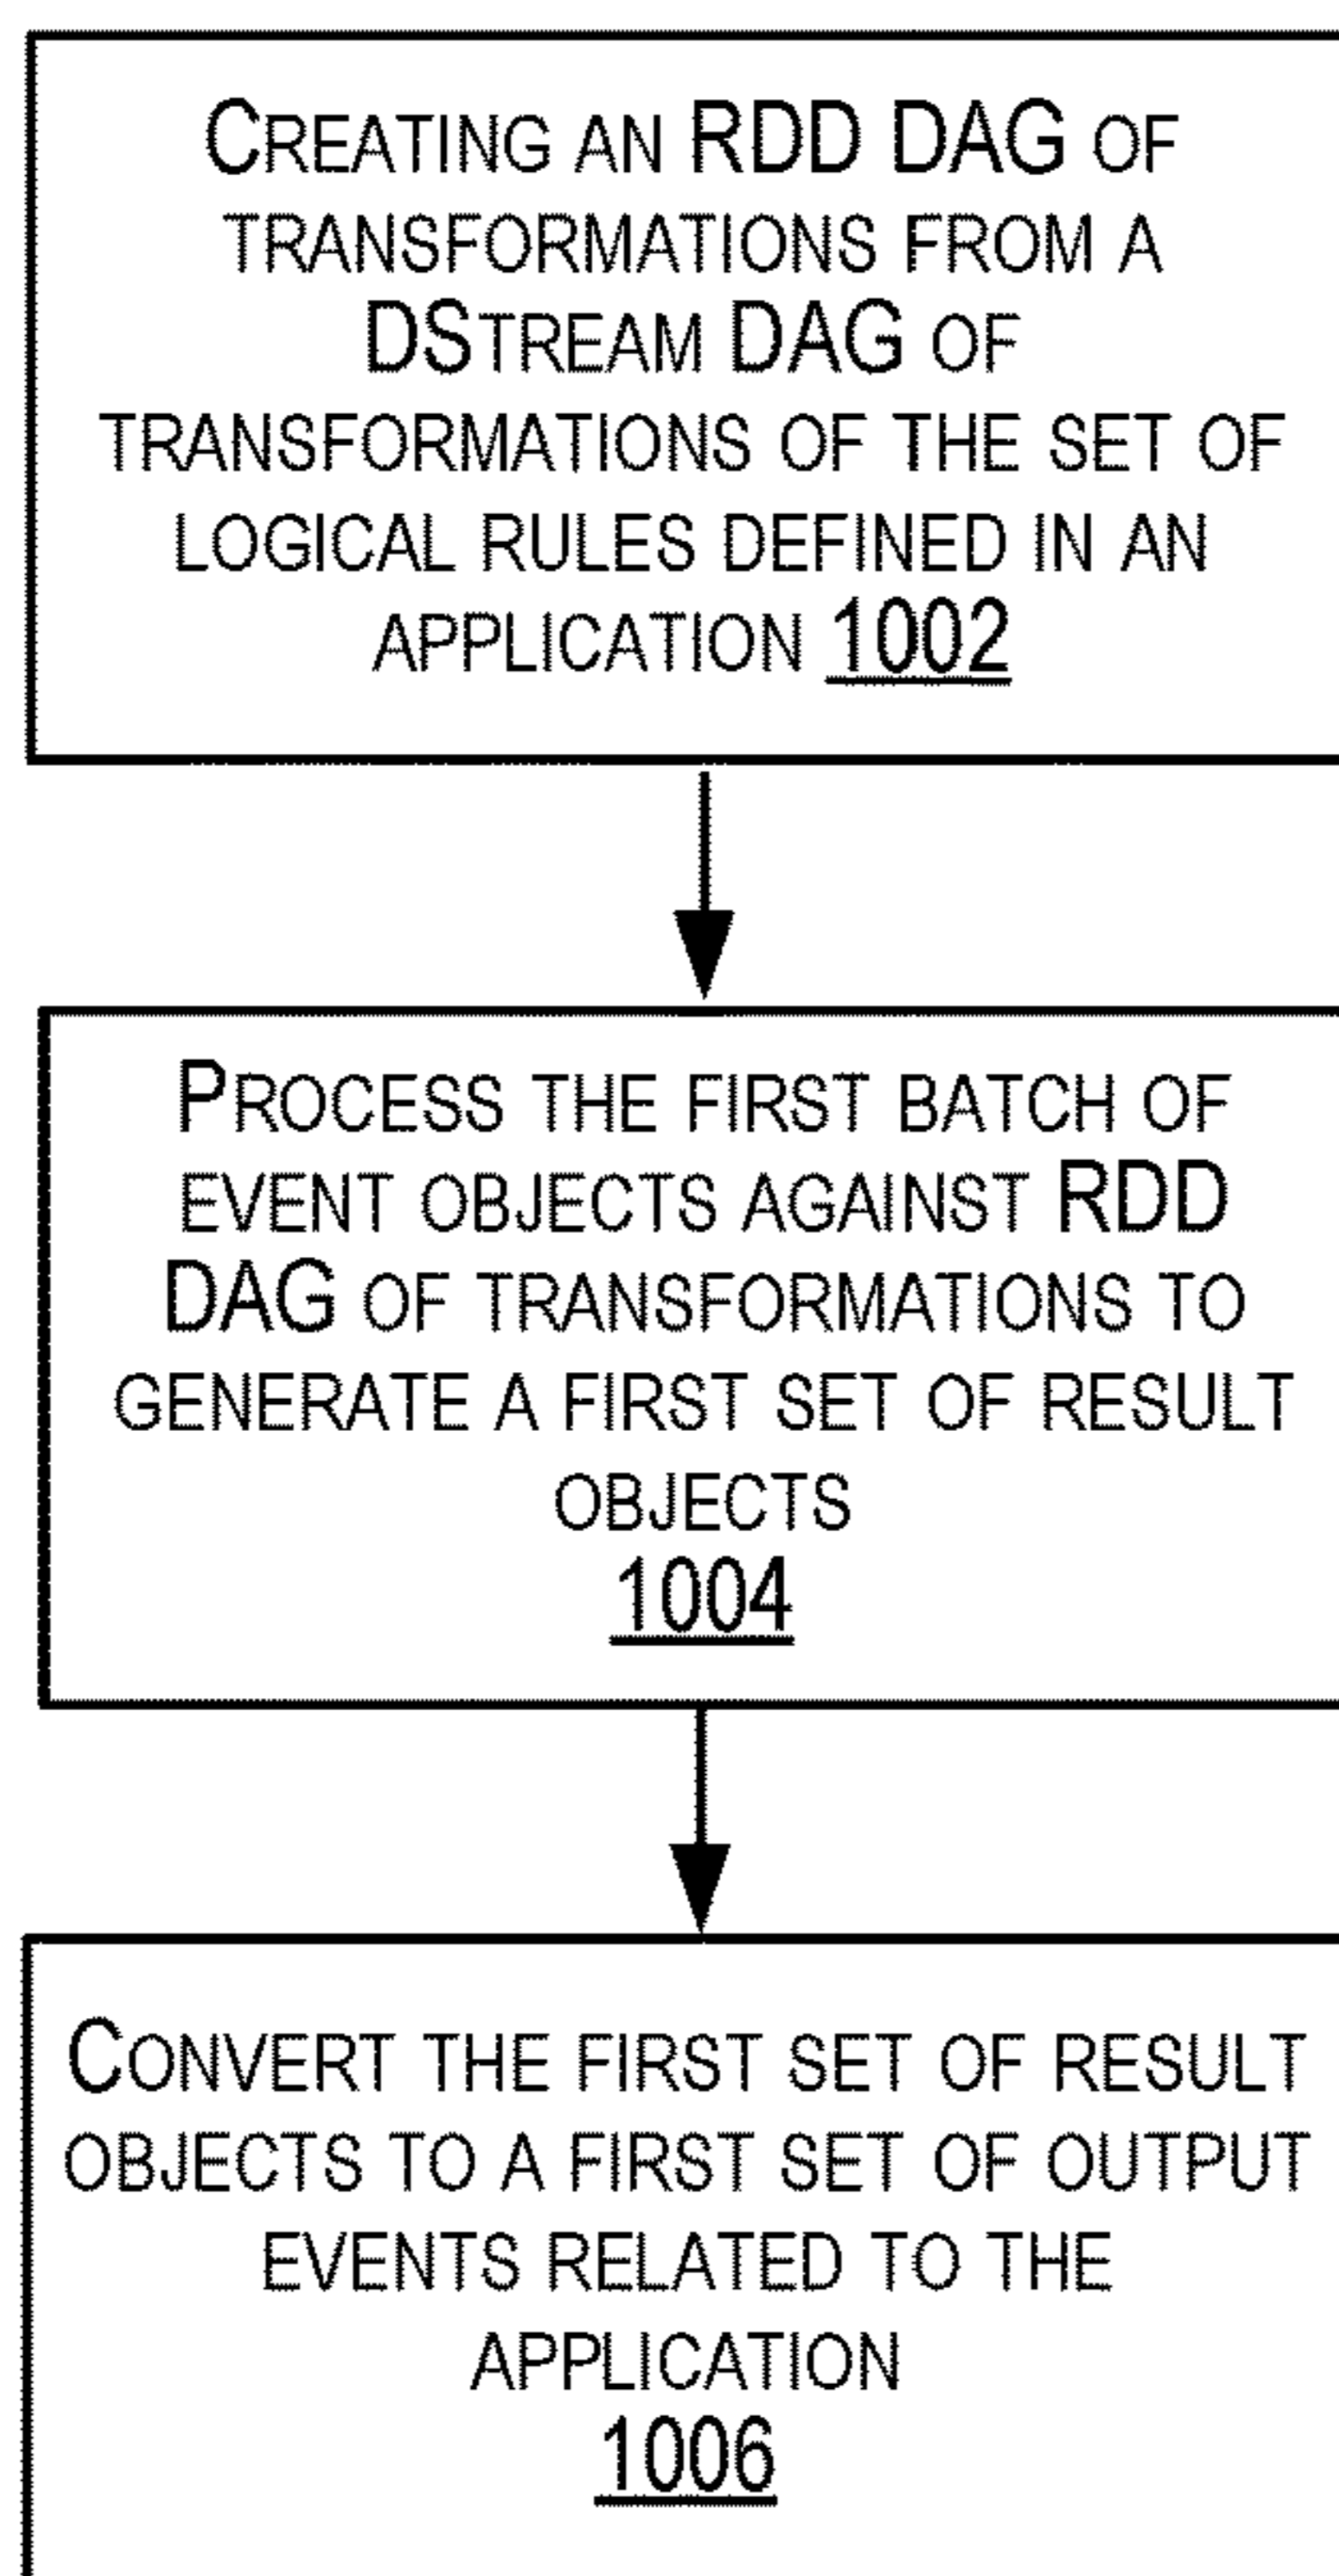 CREATING AN RDD DAG OF
TRANSFORMATIONS FROM A
DSTREAM DAG OF
TRANSFORMATIONS OF THE SET OF
LOGICAL RULES DEFINED IN AN
APPLICATION 1002
PROCESS THE FIRST BATCH OF
EVENT OBJECTS AGAINST RDD
DAG OF TRANSFORMATIONS TO
GENERATE A FIRST SET OF RESULT
OBJECTS
1004
CONVERT THE FIRST SET OF RESULT
OBJECTS TO A FIRST SET OF OUTPUT
EVENTS RELATED TO THE
APPLICATION
1006